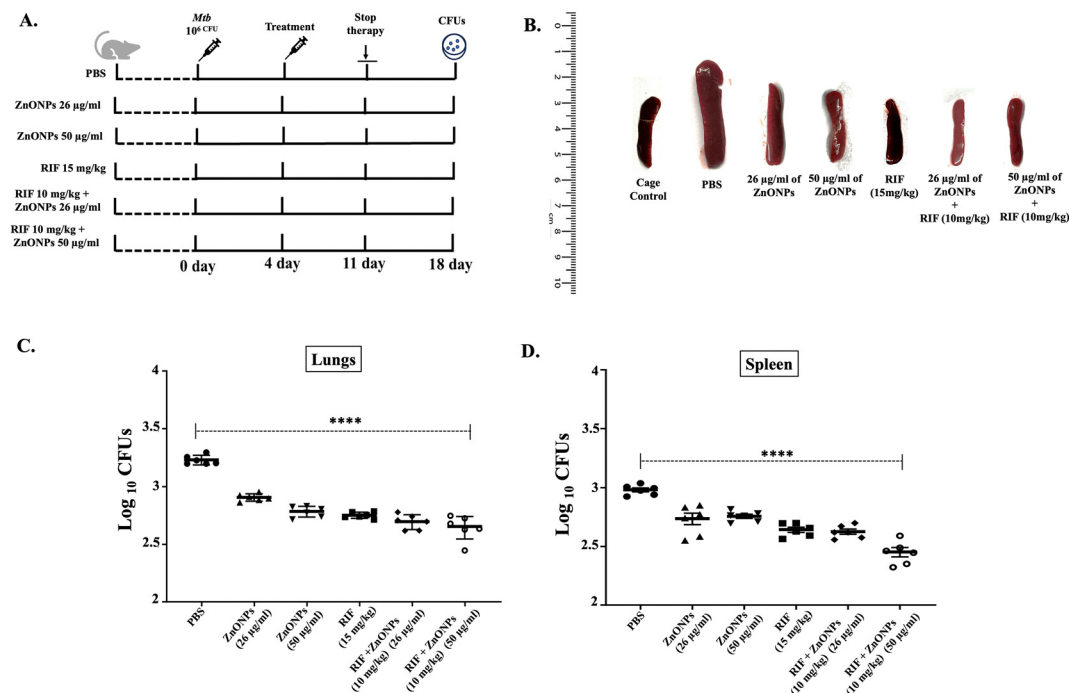 A.
Mtb
10⁶ CFU
Treatment
Stop
therapy
CFUs
PBS
ZnONPs 26 µg/ml
ZnONPs 50 µg/ml
RIF 15 mg/kg
RIF 10 mg/kg +
ZnONPs 26 µg/ml
RIF 10 mg/kg +
ZnONPs 50 µg/ml
0 day
4 day
11 day
18 day
B.
0
1
2
3
4
5
6
7
cm
8
9
10
Cage
Control
PBS
26 µg/ml of
ZnONPs
50 µg/ml of
ZnONPs
RIF
(15mg/kg)
26 µg/ml of
ZnONPs
+
RIF (10mg/kg)
50 µg/ml of
ZnONPs
+
RIF (10mg/kg)
C.
Lungs
Log 10 CFUs
4
3.5
3
2.5
2
****
PBS
ZnONPs
(26 µg/ml)
ZnONPs
(50 µg/ml)
RIF
(15 mg/kg)
RIF +ZnONPs
(10 mg/kg) (26 µg/ml)
RIF + ZnONPs
(10 mg/kg) (50 µg/ml)
D.
Spleen
Log 10 CFUs
4
3.5
3
2.5
2
****
PBS
ZnONPs
(26 µg/ml)
ZnONPs
(50 µg/ml)
RIF
(15 mg/kg)
RIF + ZnONPs
(10 mg/kg) (26 µg/ml)
RIF + ZnONPs
(10 mg/kg) (50 µg/ml)